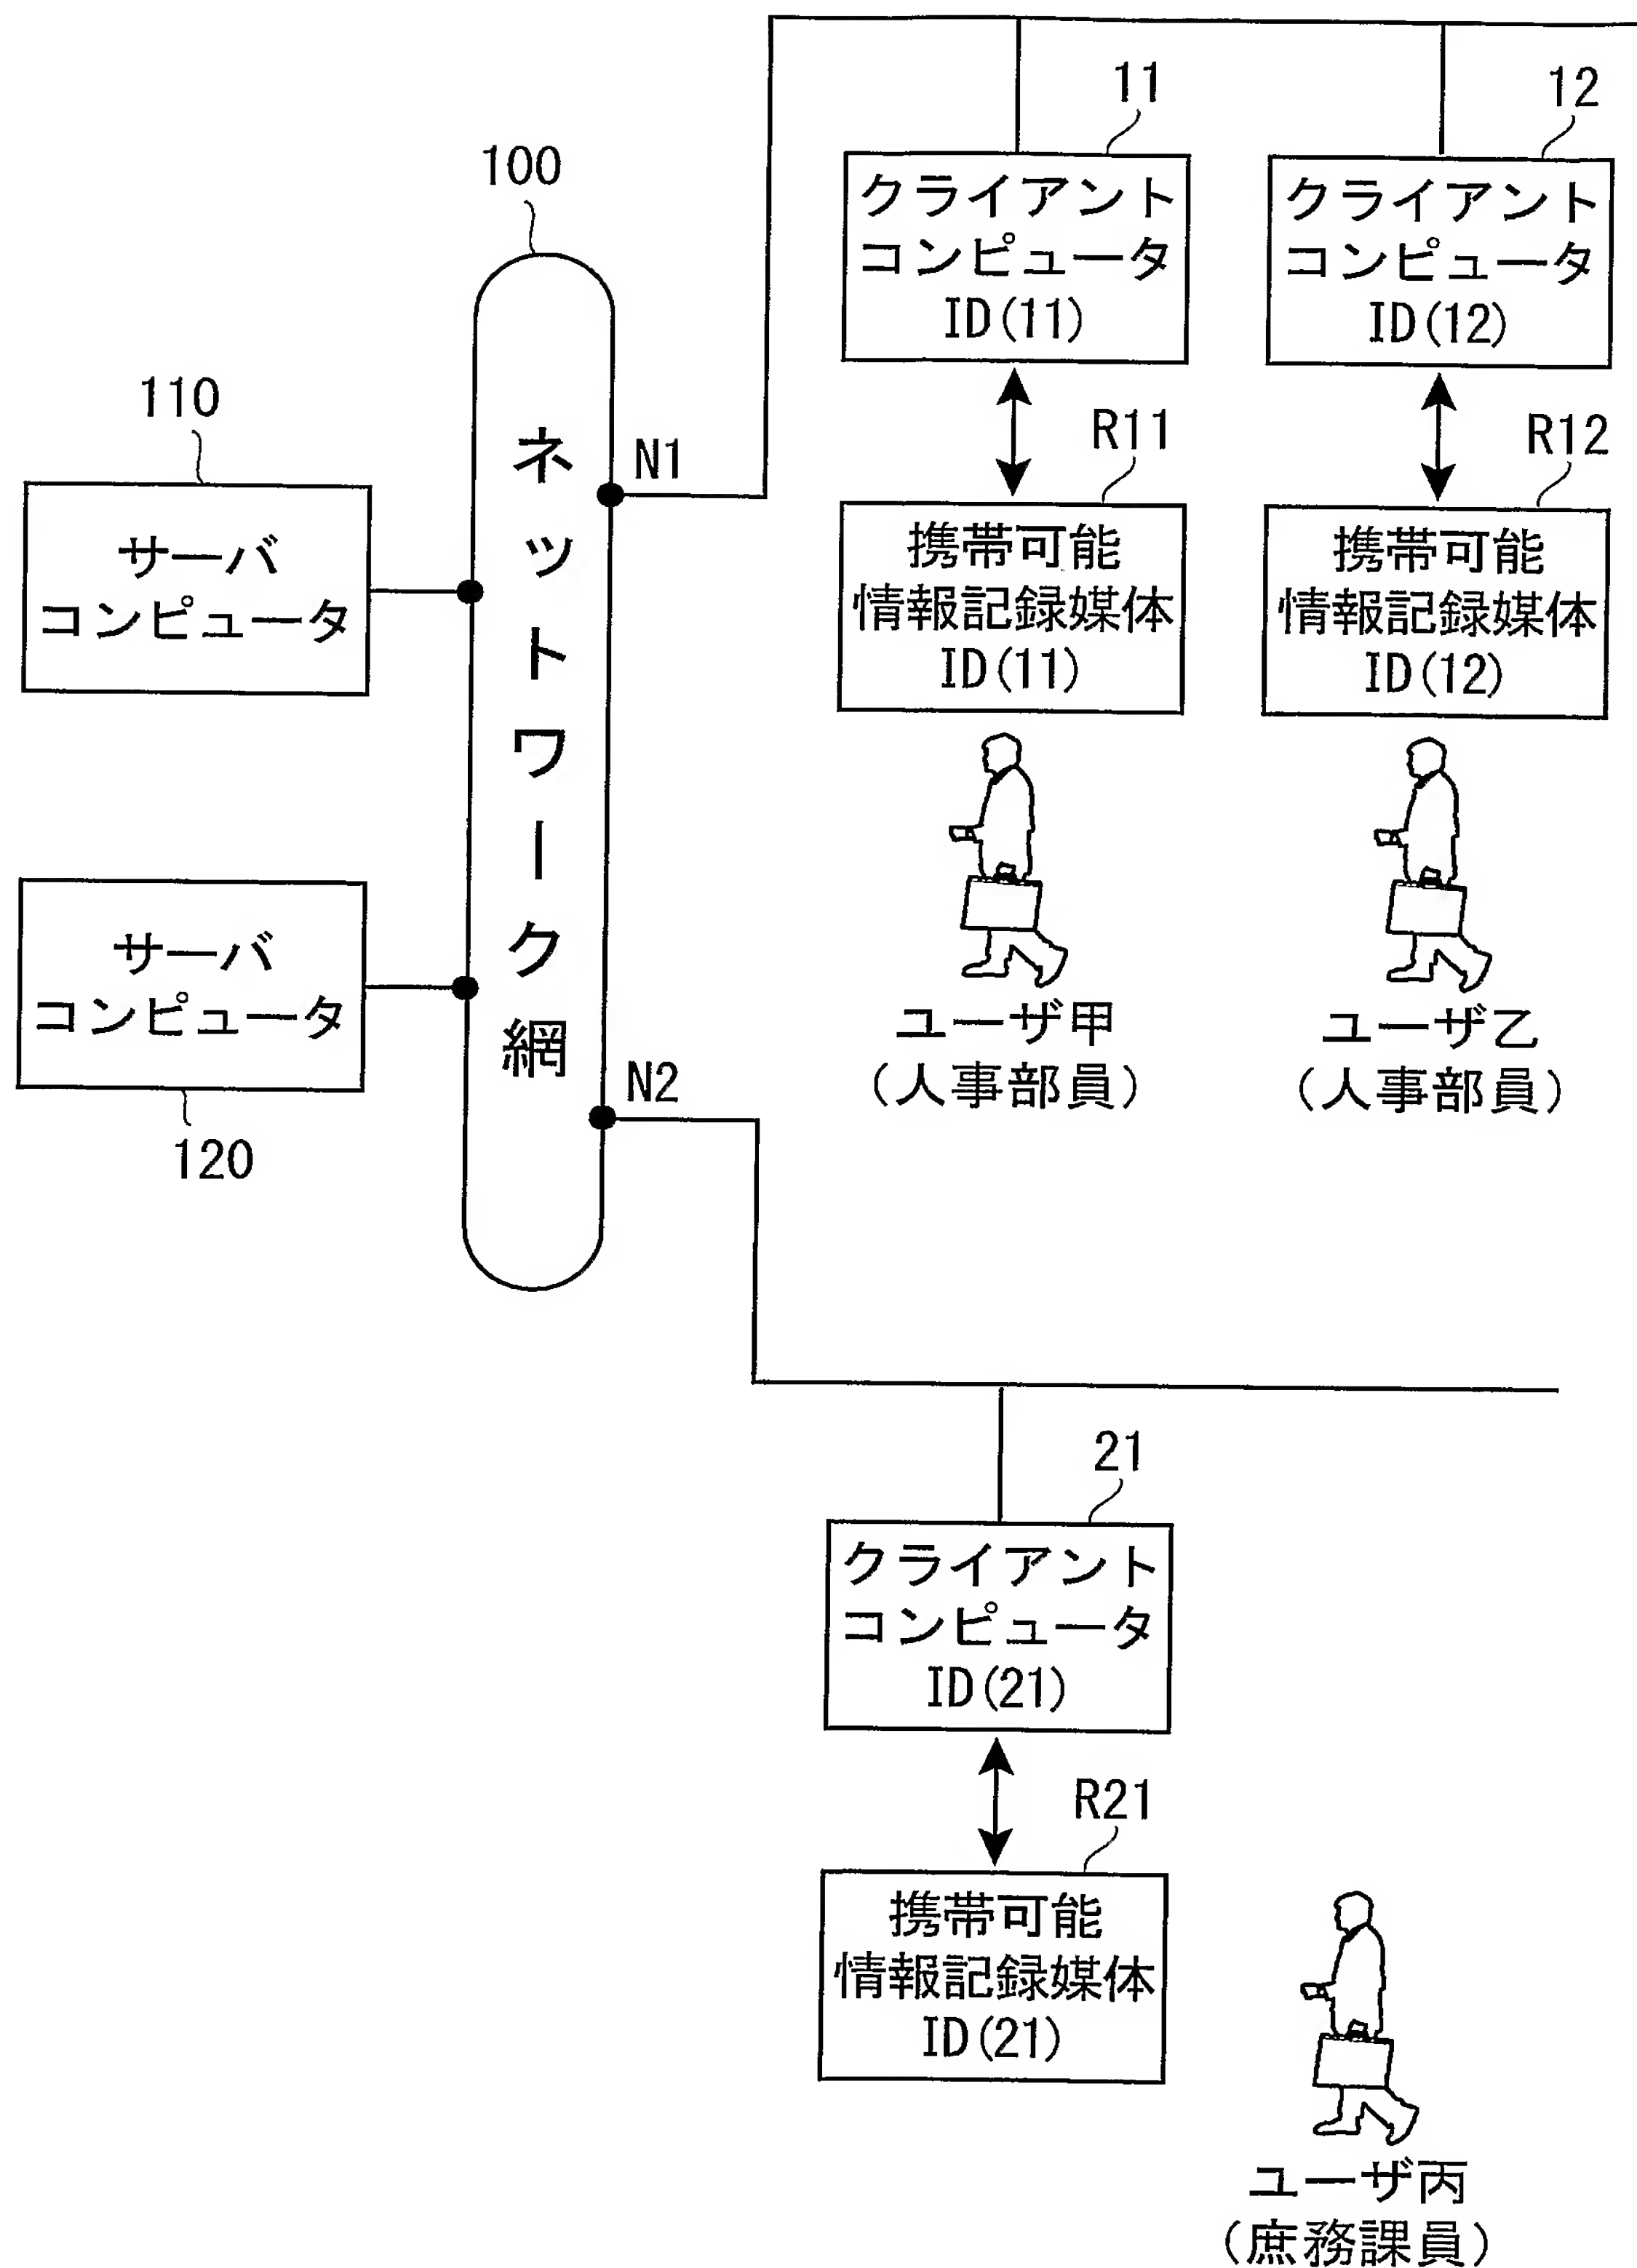 11
12
100
クライアント
コンピュータ
ID(11)
クライアント
コンピュータ
ID(12)
110
N1
R11
R12
サーバ
コンピュータ
ネットワーク網
携帯可能
情報記録媒体
ID(11)
携帯可能
情報記録媒体
ID(12)
サーバ
コンピュータ
120
ユーザ甲
(人事部員)
ユーザ乙
(人事部員)
N2
21
クライアント
コンピュータ
ID(21)
R21
携帯可能
情報記録媒体
ID(21)
ユーザ丙
(庶務課員)